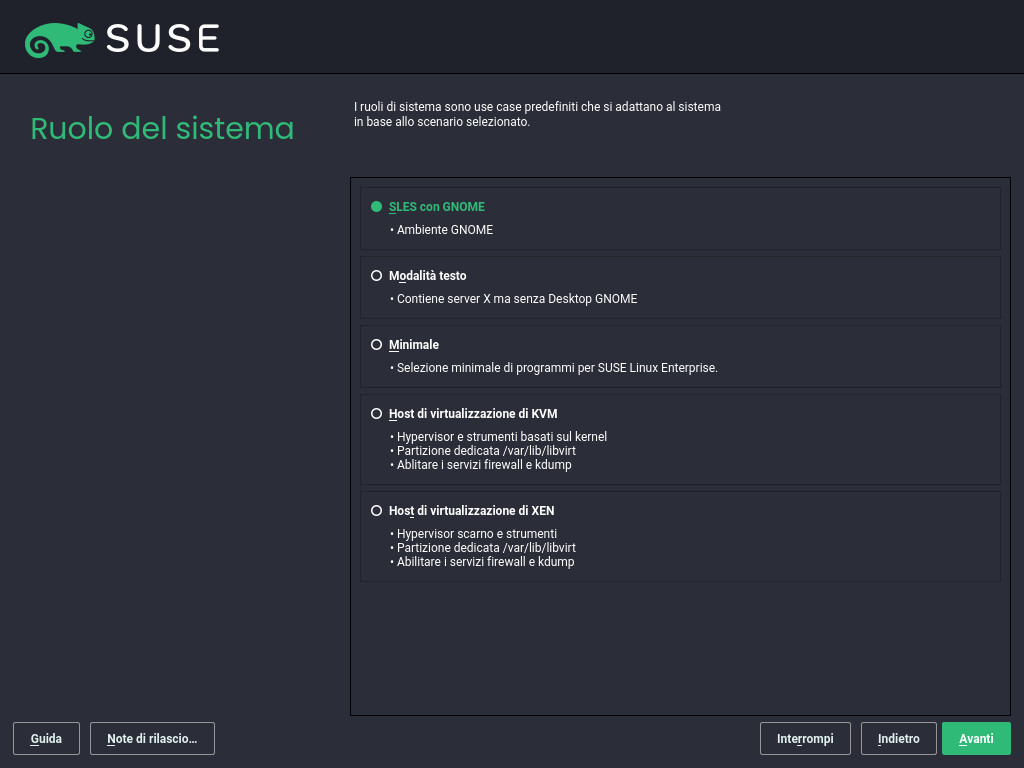 SUSE
Ruolo del sistema
I ruoli di sistema sono use case predefiniti che si adattano al sistema
in base allo scenario selezionato.
SLES con GNOME
• Ambiente GNOME
Modalità testo
• Contiene server X ma senza Desktop GNOME
Minimale
• Selezione minimale di programmi per SUSE Linux Enterprise.
Host di virtualizzazione di KVM
• Hypervisor e strumenti basati sul kernel
• Partizione dedicata /var/lib/libvirt
• Ablitare i servizi firewall e kdump
Host di virtualizzazione di XEN
• Hypervisor scarno e strumenti
• Partizione dedicata /var/lib/libvirt
• Abilitare i servizi firewall e kdump
Guida
Note di rilascio...
Interrompi
Indietro
Avanti